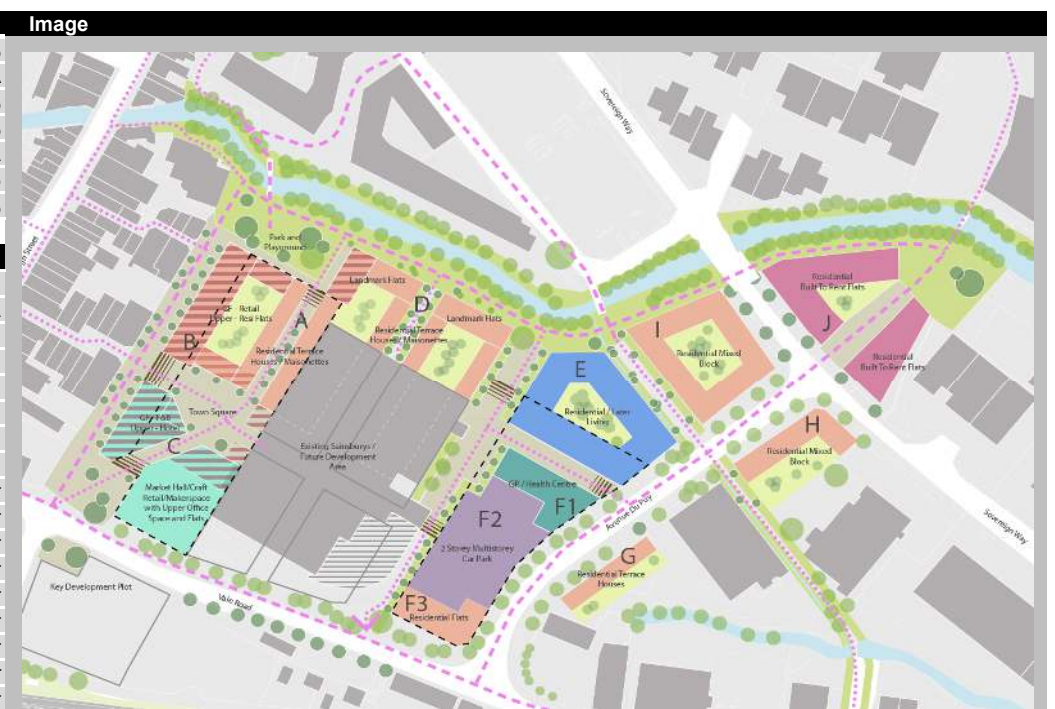 Image
Sovereign Way
Street
Park and
Playground
Landmark Flats
D
Landmark Flats
Residential Terrace
Houses / Maisonettes
GF - Retail
Upper - Resi Flats
A
B
Residential Terrace
Houses / Maisonettes
Residential
Built To Rent Flats
J
Residential
Built To Rent Flats
I
Residential Mixed
Block
E
Residential / Later
Living
Town Square
Upper - Hotel
C
Existing Sainsburys /
Future Development
Area
H
Residential Mixed
Block
Market Hall/Craft
Retail/Makerspace
with Upper Office
Space and Flats
GP / Health Centre
F1
F2
2 Storey Multistorey
Car Park
Avenue Du Puy
Sovereign Way
G
Residential Terrace
Houses
Key Development Plot
Vale Road
F3
Residential Flats